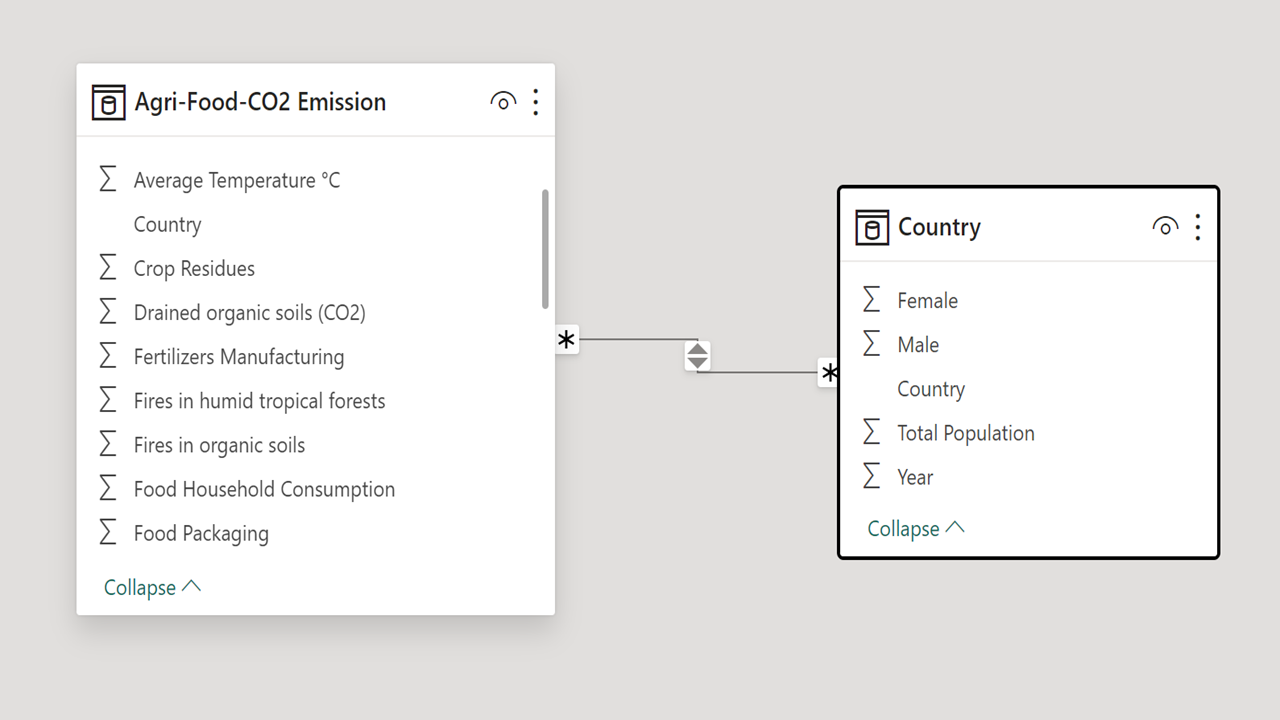 Agri-Food-CO2 Emission
Average Temperature °C
Country
Crop Residues
Drained organic soils (CO2)
Fertilizers Manufacturing
Fires in humid tropical forests
Fires in organic soils
Food Household Consumption
Food Packaging
Collapse
Country
Female
Male
Country
Total Population
Year
Collapse